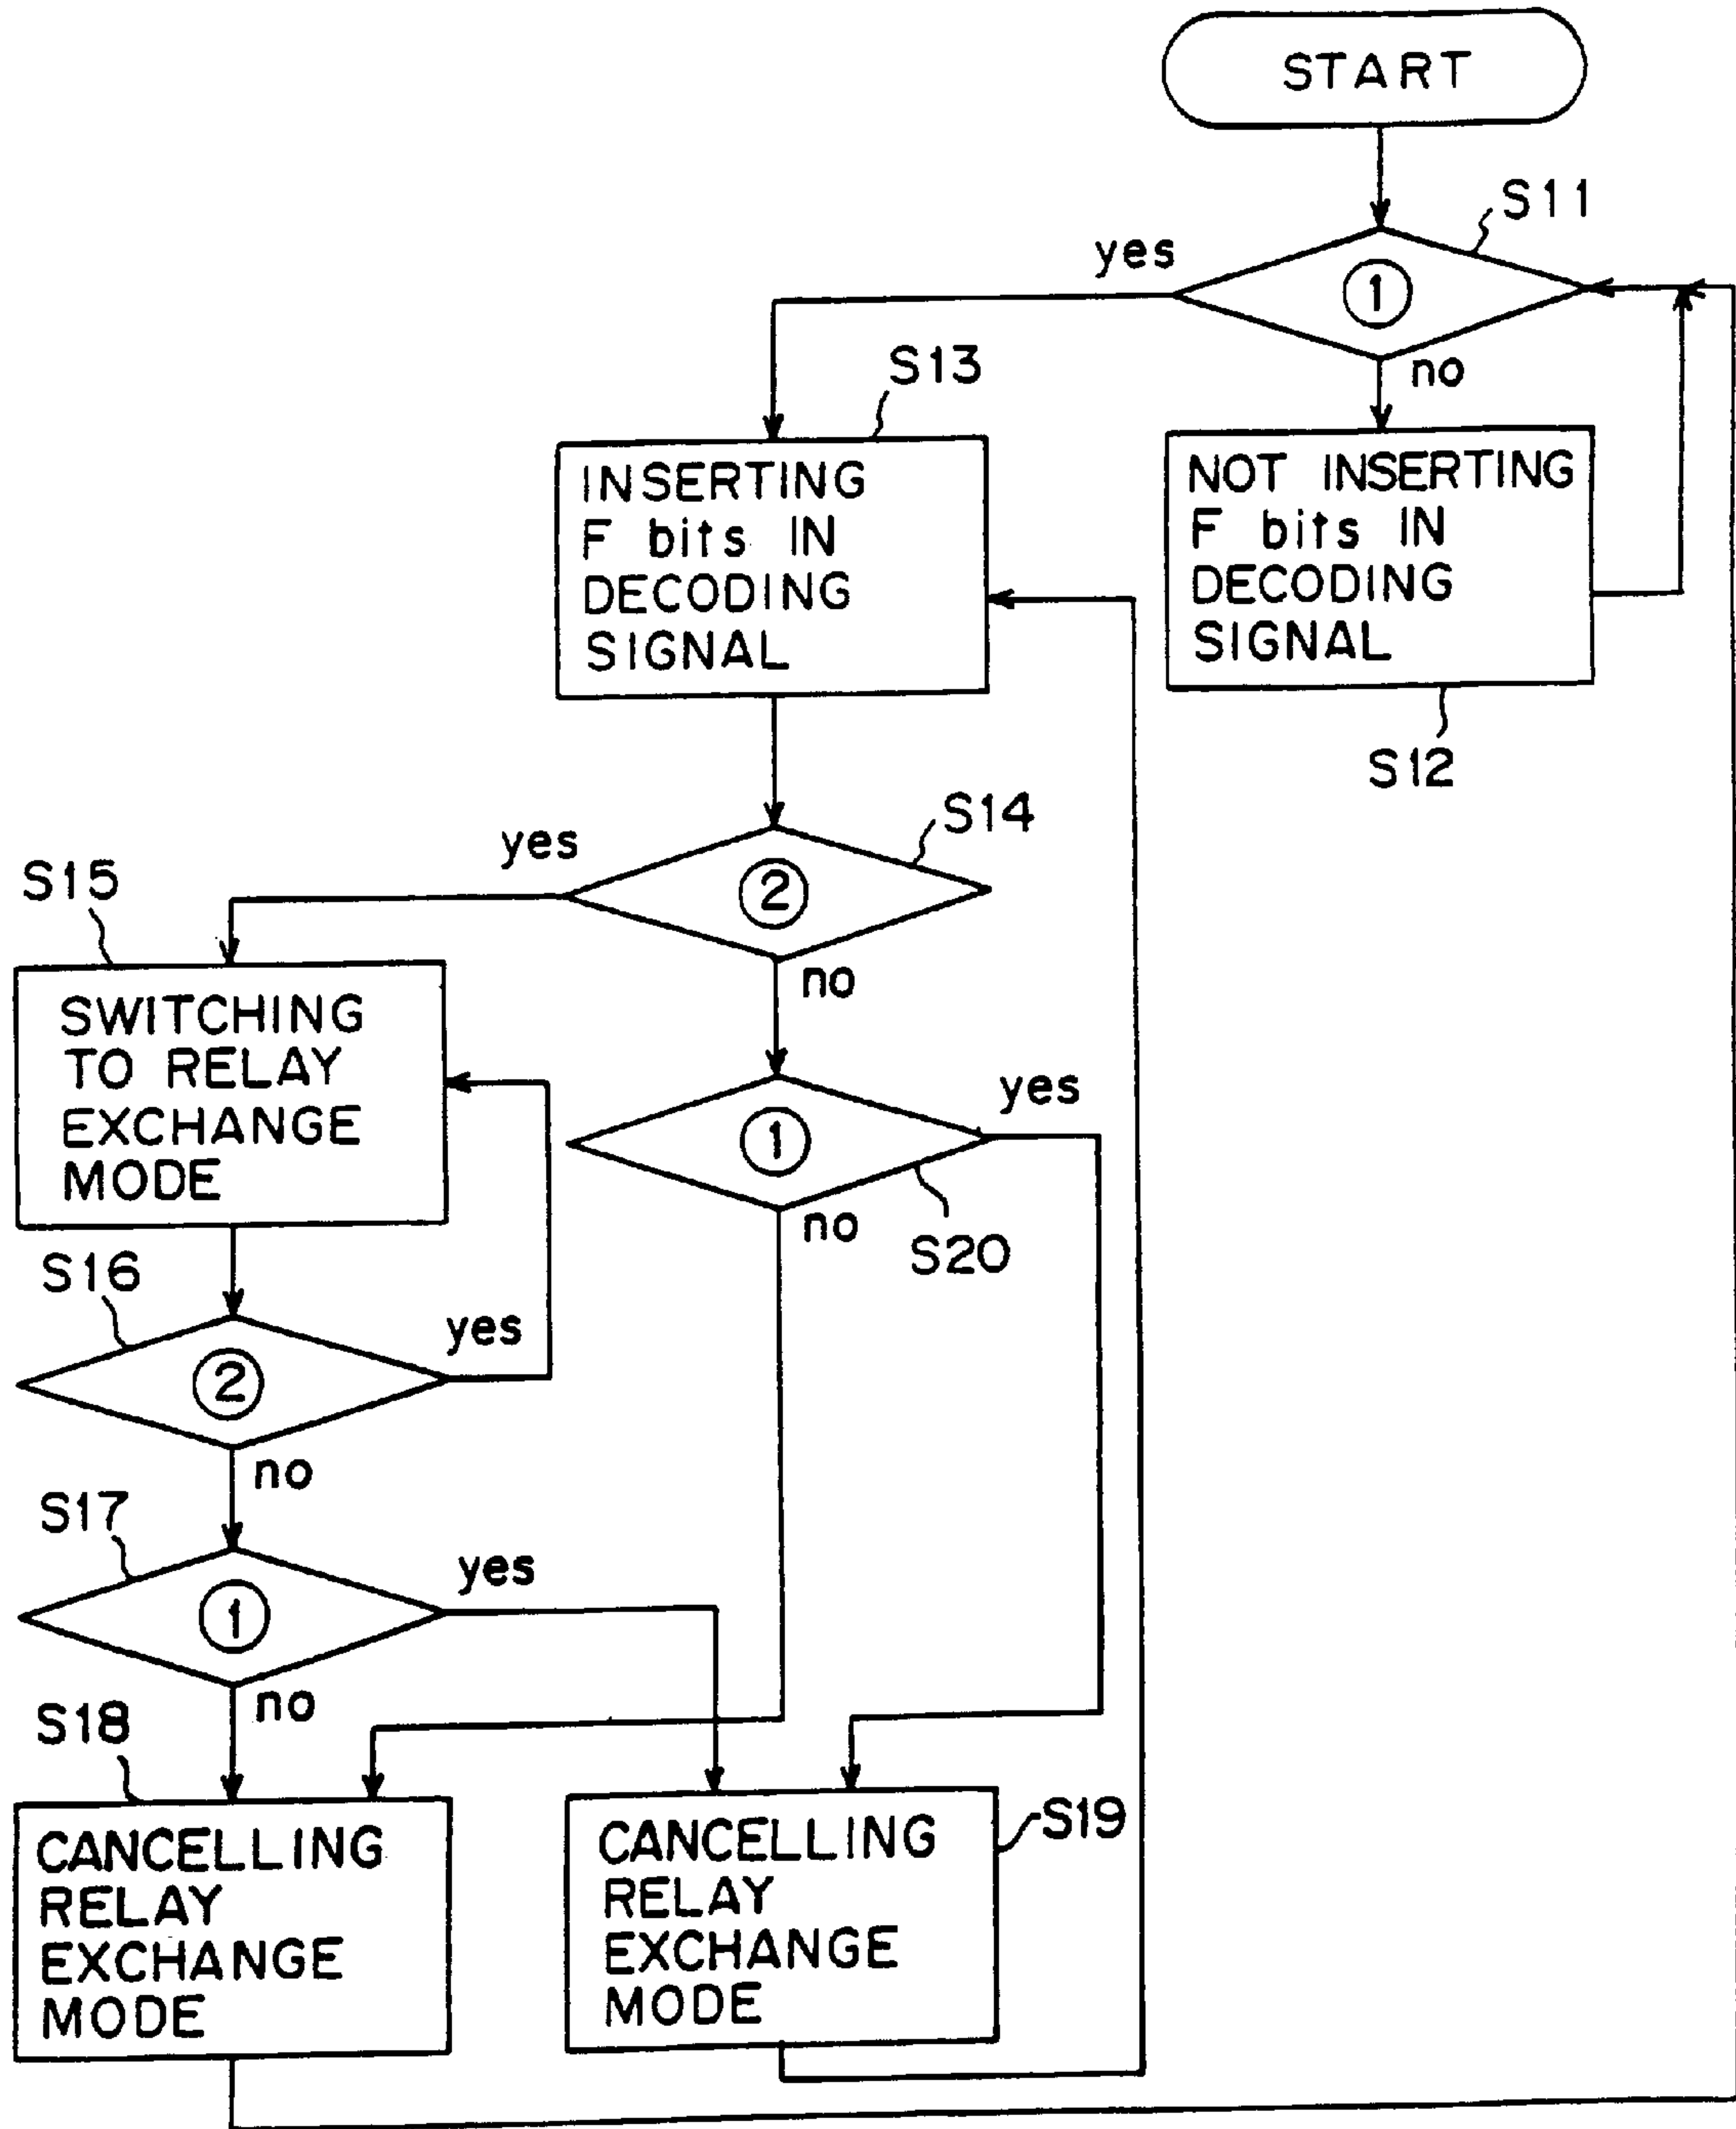 START
S11
yes
①
no
S13
INSERTING
F bits IN
DECODING
SIGNAL
NOT INSERTING
F bits IN
DECODING
SIGNAL
S12
S14
yes
②
no
S15
SWITCHING
TO RELAY
EXCHANGE
MODE
yes
①
no
S20
S16
yes
②
no
S17
yes
①
no
S18
CANCELLING
RELAY
EXCHANGE
MODE
CANCELLING
RELAY
EXCHANGE
MODE
S19